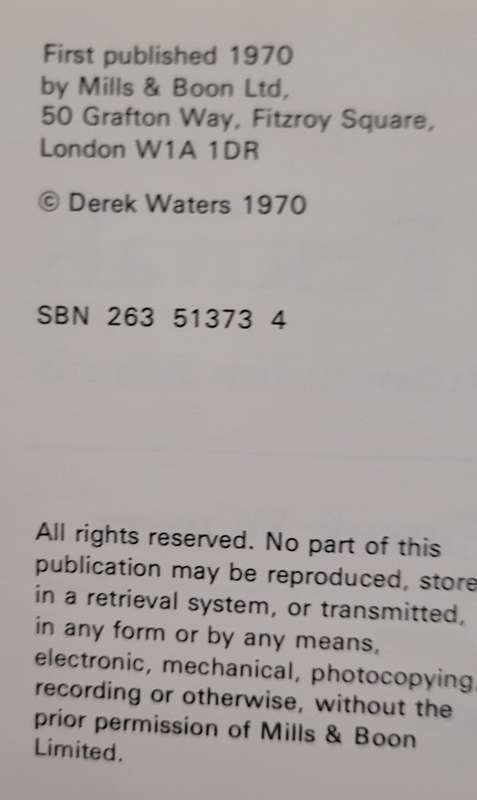 First published 1970
by Mills & Boon Ltd,
50 Grafton Way, Fitzroy Square,
London W1A 1DR
© Derek Waters 1970
SBN 263 51373 4
All rights reserved. No part of this
publication may be reproduced, store
in a retrieval system, or transmitted,
in any form or by any means,
electronic, mechanical, photocopying,
recording or otherwise, without the
prior permission of Mills & Boon
Limited.